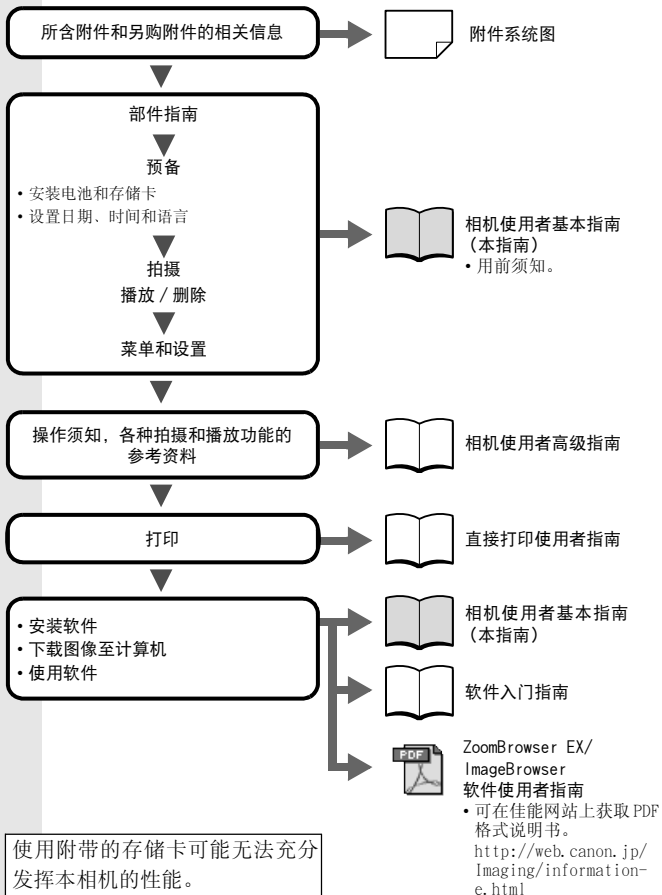 所含附件和另购附件的相关信息
附件系统图
部件指南
预备
• 安装电池和存储卡
• 设置日期、时间和语言
拍摄
播放 / 删除
菜单和设置
相机使用者基本指南
（本指南）
• 用前须知。
操作须知，各种拍摄和播放功能的
参考资料
相机使用者高级指南
打印
直接打印使用者指南
• 安装软件
• 下载图像至计算机
• 使用软件
相机使用者基本指南
（本指南）
软件入门指南
PDF
ZoomBrowser EX/
ImageBrowser
软件使用者指南
• 可在佳能网站上获取 PDF
格式说明书。
http://web.canon.jp/
Imaging/information-
e.html
使用附带的存储卡可能无法充分
发挥本相机的性能。